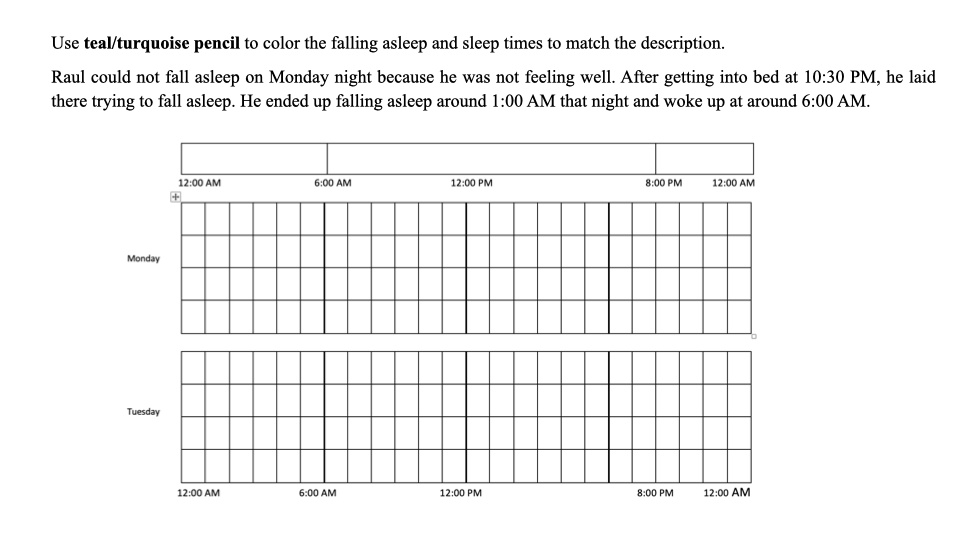 Use teal/turquoise pencil to color the falling asleep and sleep times to match the description.
Raul could not fall asleep on Monday night because he was not feeling well. After getting into bed at 10:30 PM, he laid
there trying to fall asleep. He ended up falling asleep around 1:00 AM that night and woke up at around 6:00 AM.
12:00 AM 6:00 AM 12:00 PM 8:00 PM 12:00 AM
Monday
Tuesday
12:00 AM 6:00 AM 12:00 PM 8:00 PM 12:00 AM